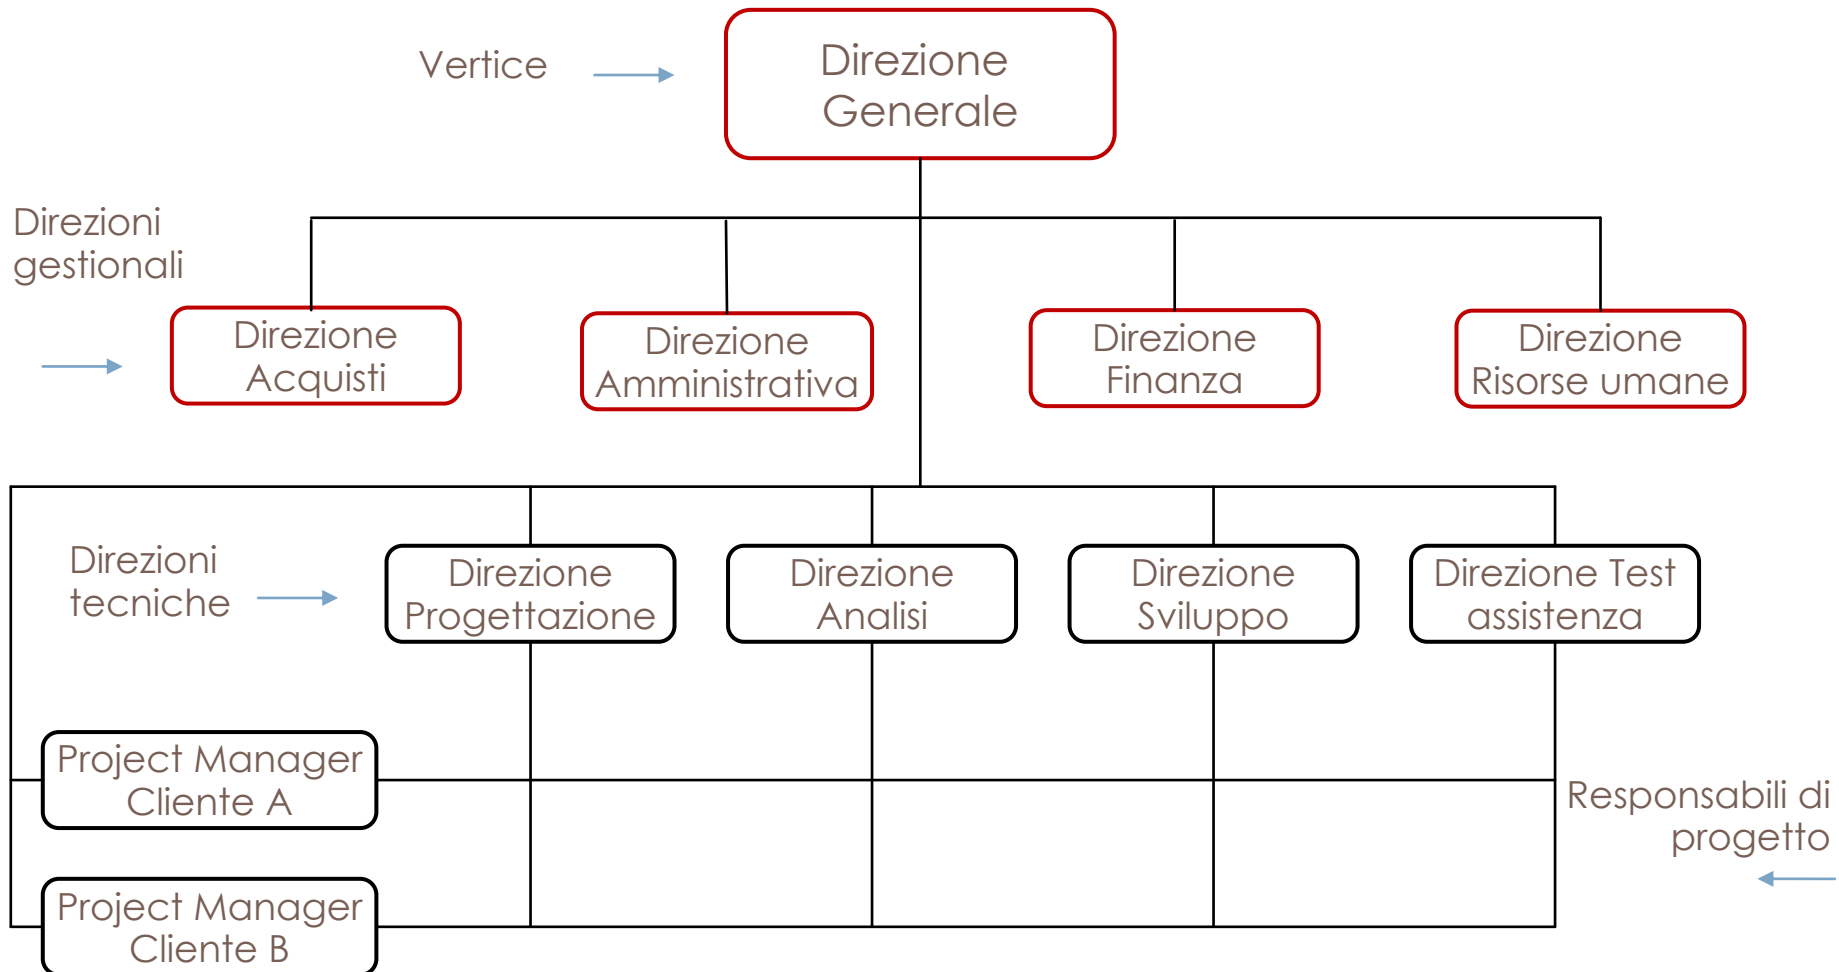 Vertice
Direzione
Generale
Direzioni
gestionali
Direzione
Acquisti
Direzione
Amministrativa
Direzione
Finanza
Direzione
Risorse umane
Direzioni
tecniche
Direzione
Progettazione
Direzione
Analisi
Direzione
Sviluppo
Direzione Test
assistenza
Project Manager
Cliente A
Responsabili di
progetto
Project Manager
Cliente B